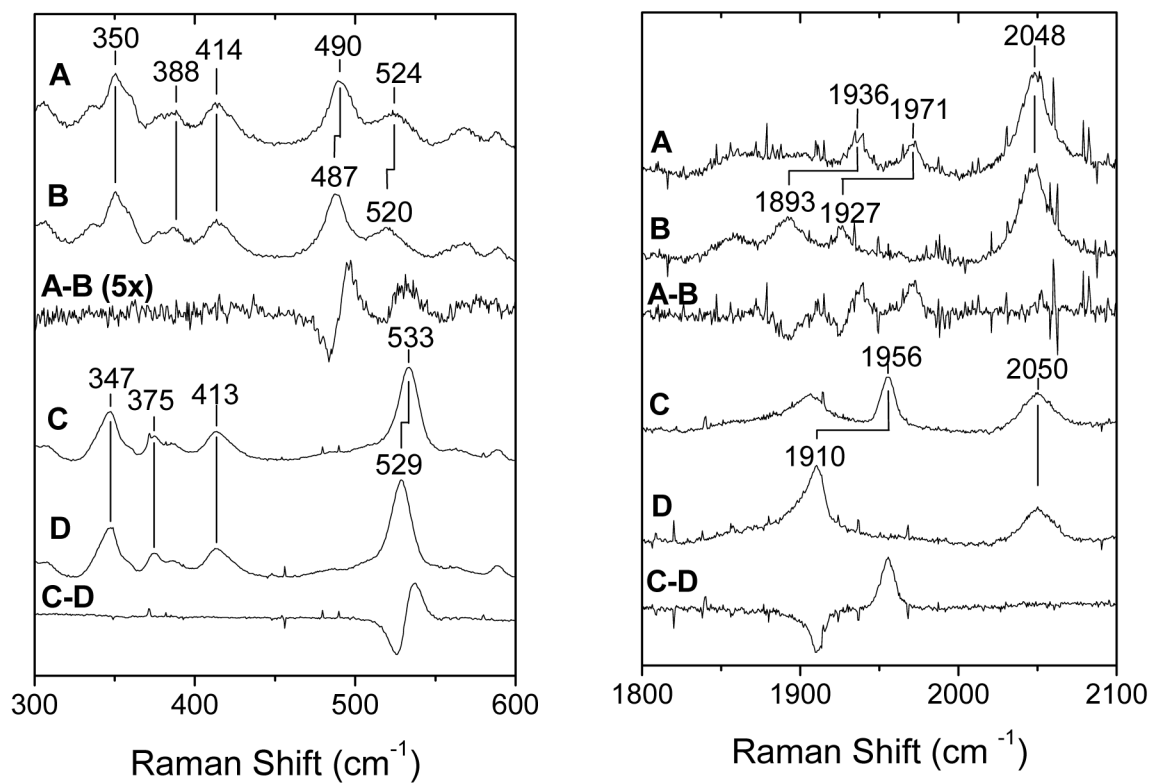 350
388
414
490
524
A
487
520
B
A-B (5x)
533
347
375
413
C
529
D
C-D
300
400
500
600
Raman Shift (cm-1)
2048
1936
1971
A
1893
1927
B
A-B
1956
2050
C
1910
D
C-D
1800
1900
2000
2100
Raman Shift (cm -1)